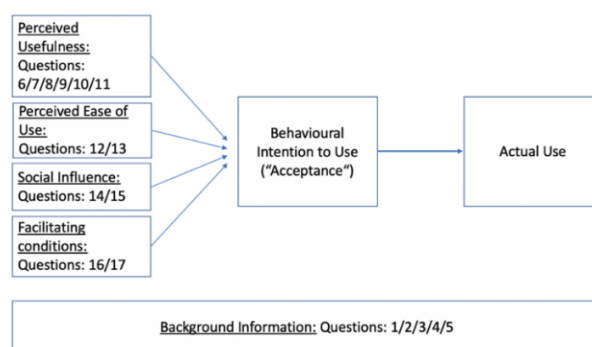 Perceived
Usefulness:
Questions:
6/7/8/9/10/11
Perceived Ease of
Use:
Questions: 12/13
Social Influence:
Questions: 14/15
Facilitating
conditions:
Questions: 16/17
Behavioural
Intention to Use
(“Acceptance“)
Actual Use
Background Information: Questions: 1/2/3/4/5